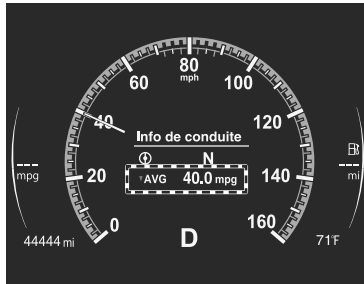 80
mph
60
100
40
120
Info de conduite
N
AVG 40.0 mpg
--- mpg
20
140
--- mi
0
160
44444 mi
D
71°F